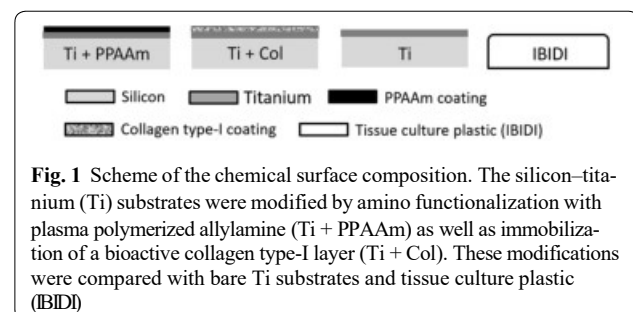 Ti + PPAAm Ti + Col Ti IBIDI
Silicon Titanium PPAAm coating
Collagen type-I coating Tissue culture plastic (IBIDI)
Fig. 1 Scheme of the chemical surface composition. The silicon–tita-
nium (Ti) substrates were modified by amino functionalization with
plasma polymerized allylamine (Ti + PPAAm) as well as immobiliza-
tion of a bioactive collagen type-I layer (Ti + Col). These modifications
were compared with bare Ti substrates and tissue culture plastic
(IBIDI)